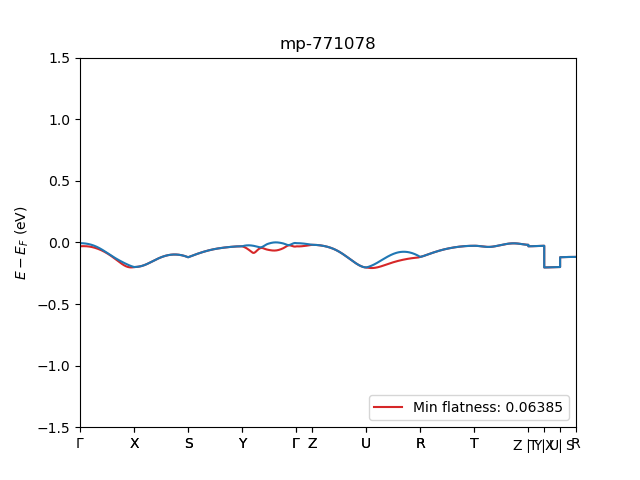 mp-771078
E − E_F (eV)
1.5
1.0
0.5
0.0
−0.5
−1.0
−1.5
Min flatness: 0.06385
Γ X S Y Γ Z U R T Z | T Y | X U | S R